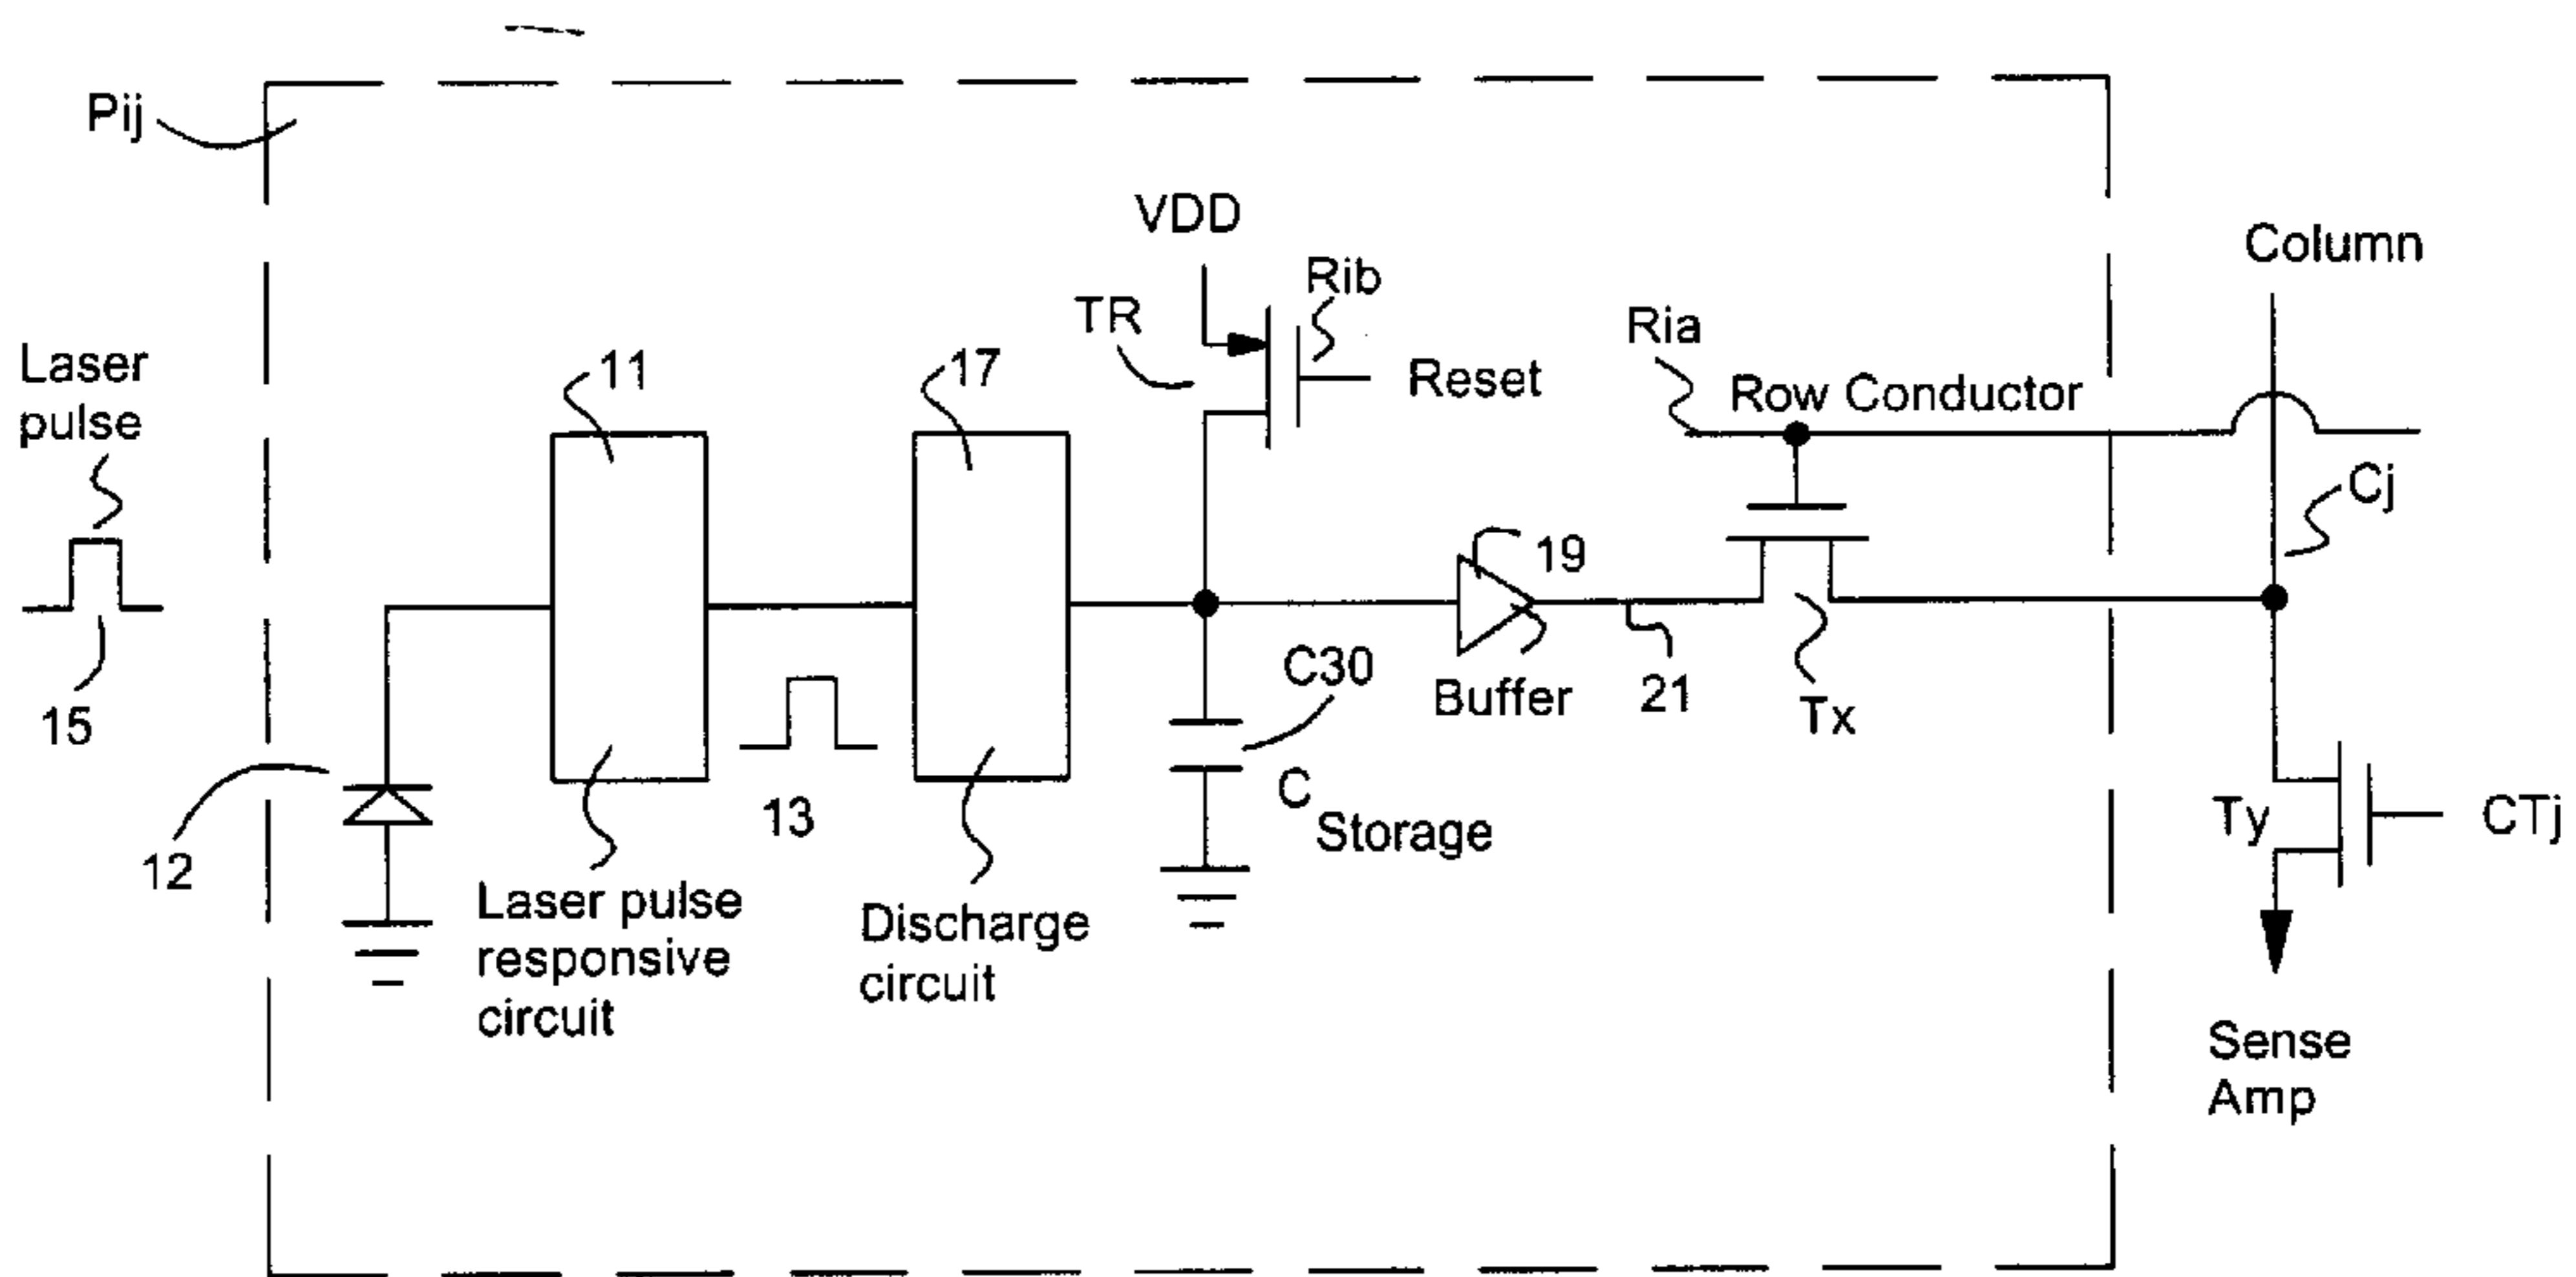 Pij
VDD
Rib
Column
TR
Ria
Laser
pulse
11
17
Reset
Row Conductor
Cj
19
C30
Buffer
21
Tx
15
13
C
Storage
Ty
CTj
12
Laser pulse
responsive
circuit
Discharge
circuit
Sense
Amp